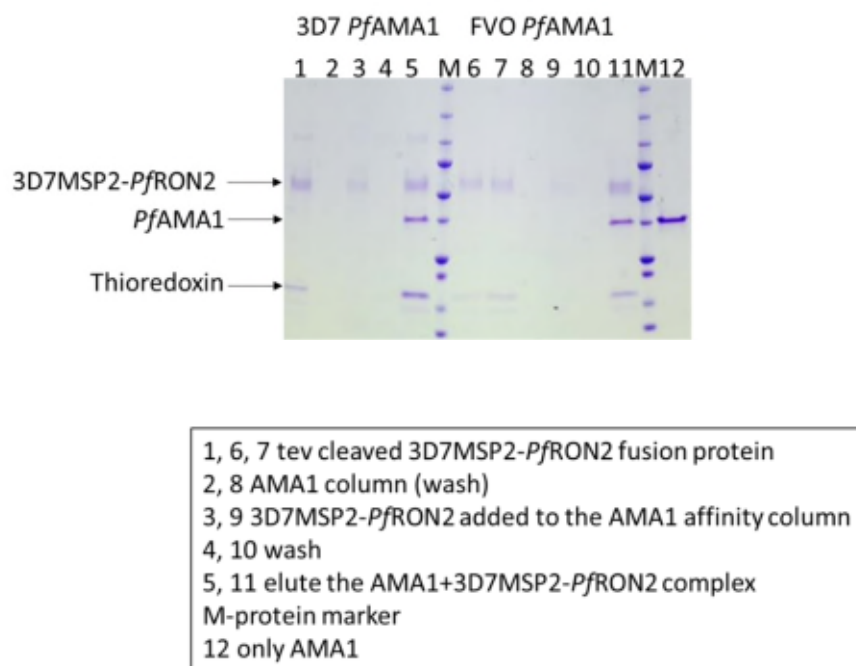 3D7 PfAMA1 FVO PfAMA1
1 2 3 4 5 M 6 7 8 9 10 11 M 12
3D7MSP2-PfRON2
PfAMA1
Thioredoxin
1, 6, 7 tev cleaved 3D7MSP2-PfRON2 fusion protein
2, 8 AMA1 column (wash)
3, 9 3D7MSP2-PfRON2 added to the AMA1 affinity column
4, 10 wash
5, 11 elute the AMA1+3D7MSP2-PfRON2 complex
M-protein marker
12 only AMA1